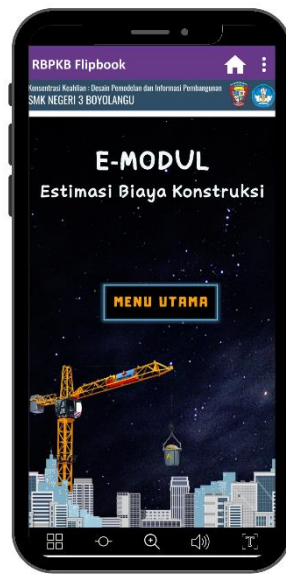 RBPKB Flipbook
Konsentrasi Keahlian : Desain Pemodelan dan Informasi Pembangunan
SMK NEGERI 3 BOYOLANGU
E-MODUL
Estimasi Biaya Konstruksi
MENU UTAMA